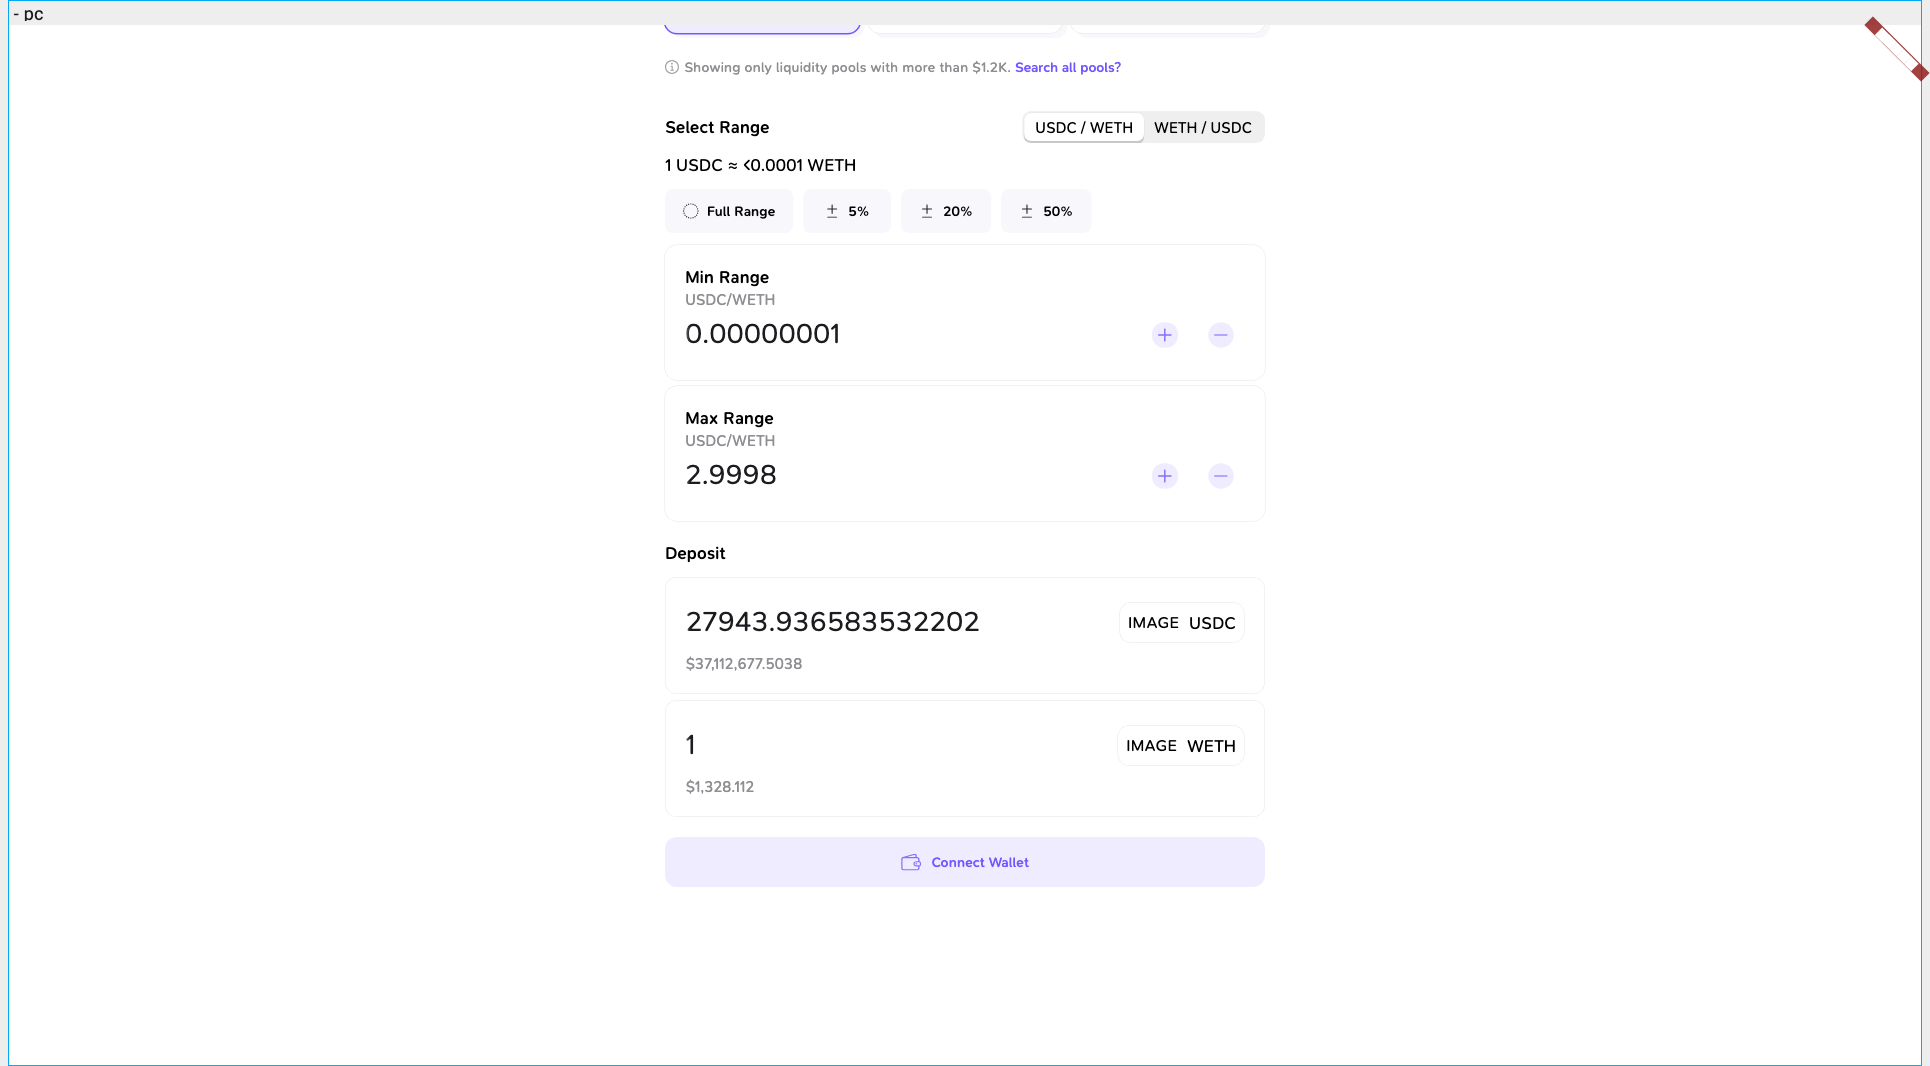 - pc
Showing only liquidity pools with more than $1.2K. Search all pools?
Select Range
USDC / WETH WETH / USDC
1 USDC ≈ <0.0001 WETH
Full Range ± 5% ± 20% ± 50%
Min Range
USDC/WETH
0.00000001
Max Range
USDC/WETH
2.9998
Deposit
27943.936583532202 IMAGE USDC
$37,112,677.5038
1 IMAGE WETH
$1,328.112
Connect Wallet